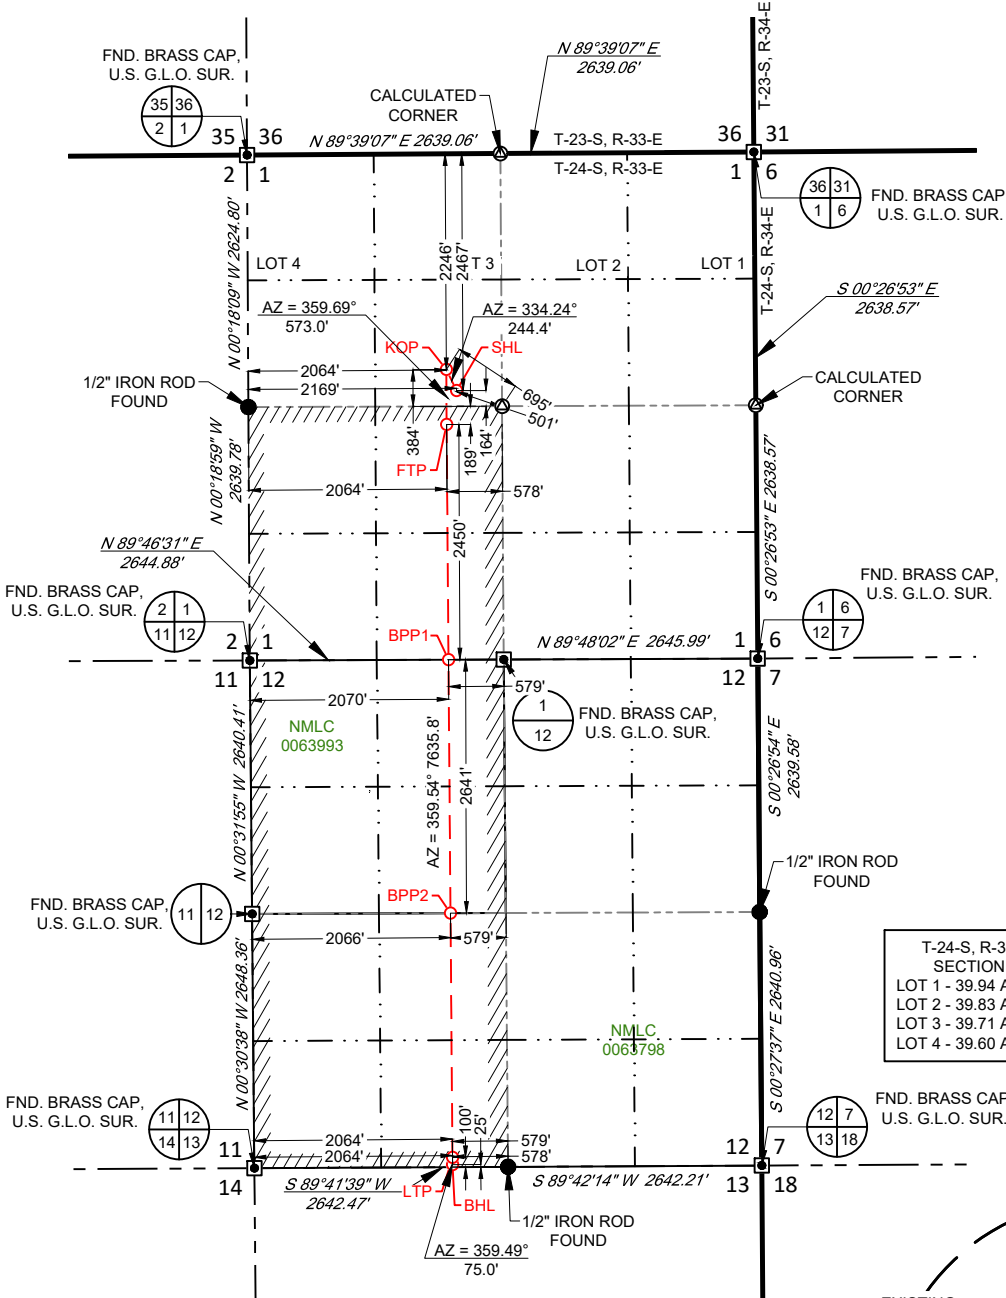 T-23-S, R-34-E
N 89°39'07" E
2639.06'
FND. BRASS CAP,
U.S. G.L.O. SUR.
35 36
2 1
CALCULATED
CORNER
35 36
2 1
N 89°39'07" E 2639.06'
T-23-S, R-33-E
T-24-S, R-33-E
36 31
1 6
36 31
1 6
FND. BRASS CAP
U.S. G.L.O. SUR.
T-24-S, R-34-E
N 00°18'09" W 2624.80'
LOT 4
T 3
LOT 2
LOT 1
2246'
2467'
S 00°26'53" E
2638.57'
AZ = 359.69°
573.0'
AZ = 334.24°
244.4'
KOP
SHL
2064'
2169'
1/2" IRON ROD
FOUND
695'
501'
CALCULATED
CORNER
384'
189'
164'
FTP
N 00°18'59" W
2639.78'
2064'
578'
2450'
S 00°26'53" E 2638.57'
N 89°46'31" E
2644.88'
FND. BRASS CAP,
U.S. G.L.O. SUR.
2 1
11 12
2 1
11 12
BPP1
N 89°48'02" E 2645.99'
1 6
12 7
1 6
12 7
FND. BRASS CAP,
U.S. G.L.O. SUR.
2070'
579'
1
12
FND. BRASS CAP,
U.S. G.L.O. SUR.
NMLC
0063993
N 00°31'55" W 2640.41'
AZ = 359.54° 7635.8'
2641'
S 00°26'54" E
2639.58'
1/2" IRON ROD
FOUND
BPP2
FND. BRASS CAP,
U.S. G.L.O. SUR.
11 12
2066'
579'
N 00°30'38" W 2648.36'
S 00°27'37" E 2640.96'
T-24-S, R-3
SECTION
LOT 1 - 39.94 A
LOT 2 - 39.83 A
LOT 3 - 39.71 A
LOT 4 - 39.60 A
NMLC
0063798
FND. BRASS CAP,
U.S. G.L.O. SUR.
11 12
14 13
100'
25'
2064'
2064'
579'
578'
11
14
12 7
13 18
12 7
13 18
FND. BRASS CAP
U.S. G.L.O. SUR.
S 89°41'39" W
2642.47'
LTP
BHL
S 89°42'14" W 2642.21'
1/2" IRON ROD
FOUND
AZ = 359.49°
75.0'